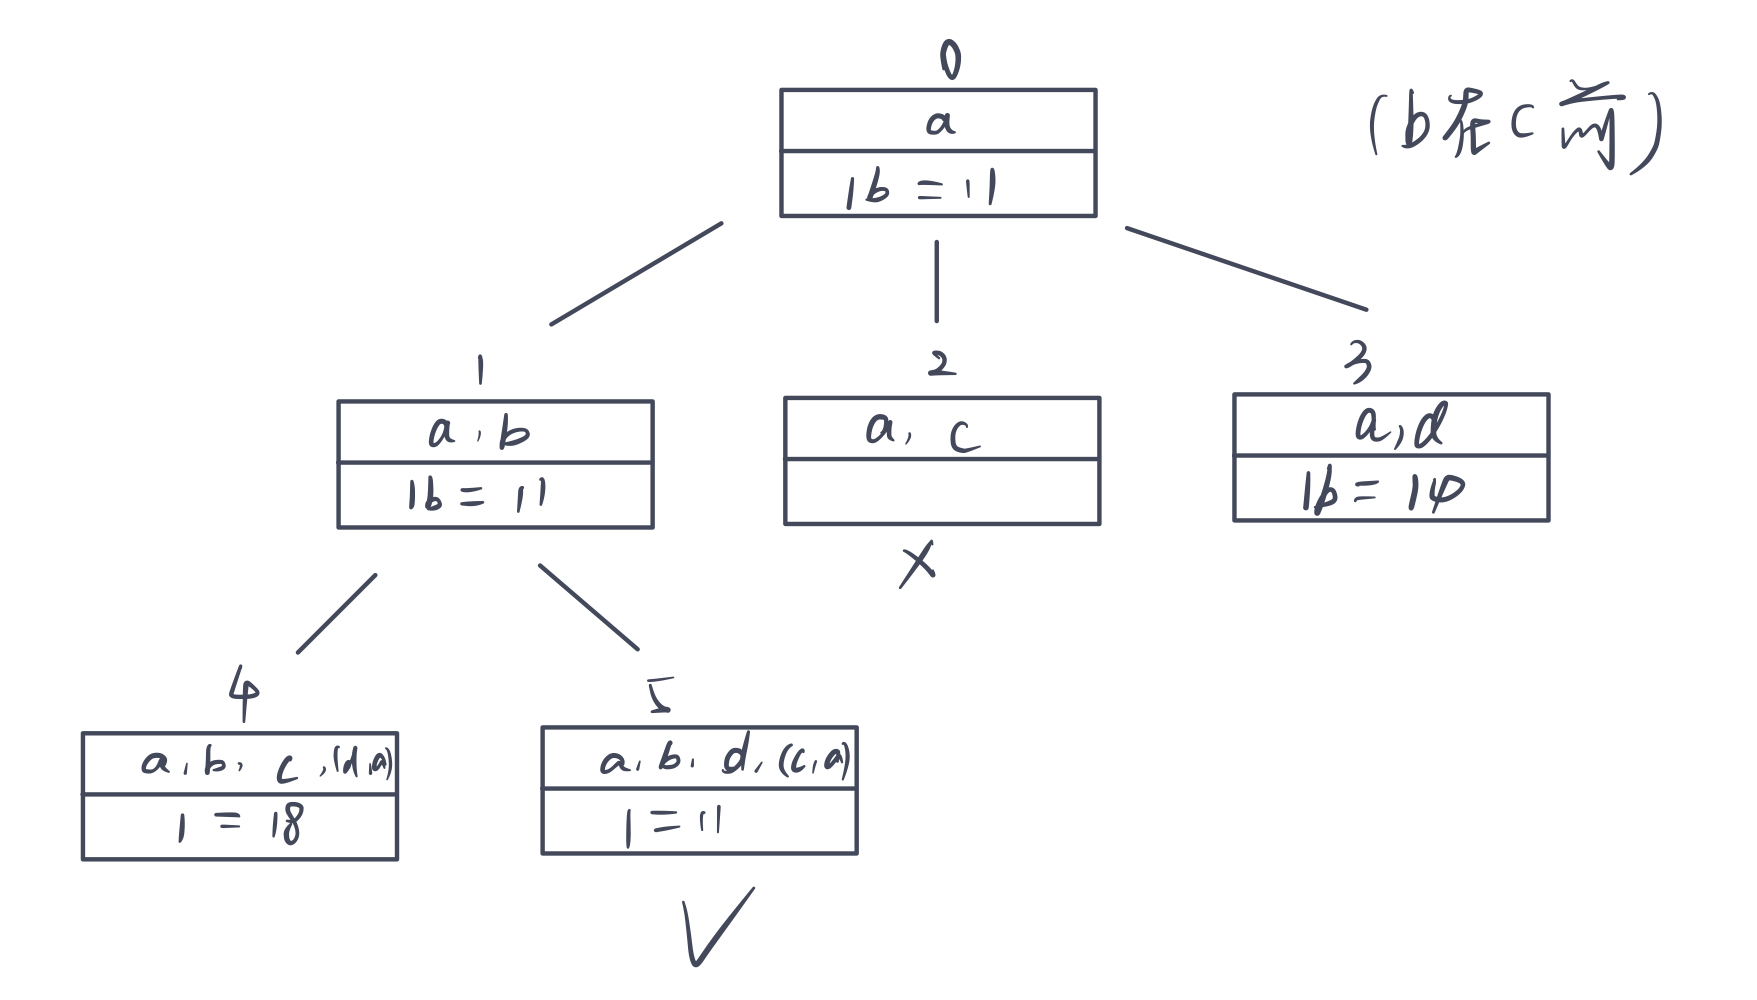 0
a
(b在c前)
lb = 11
1
2
3
a, b
a, c
a, d
lb = 11
lb = 14
X
4
5
a, b, c, (d, a)
a, b, d, (c, a)
l = 18
l = 11